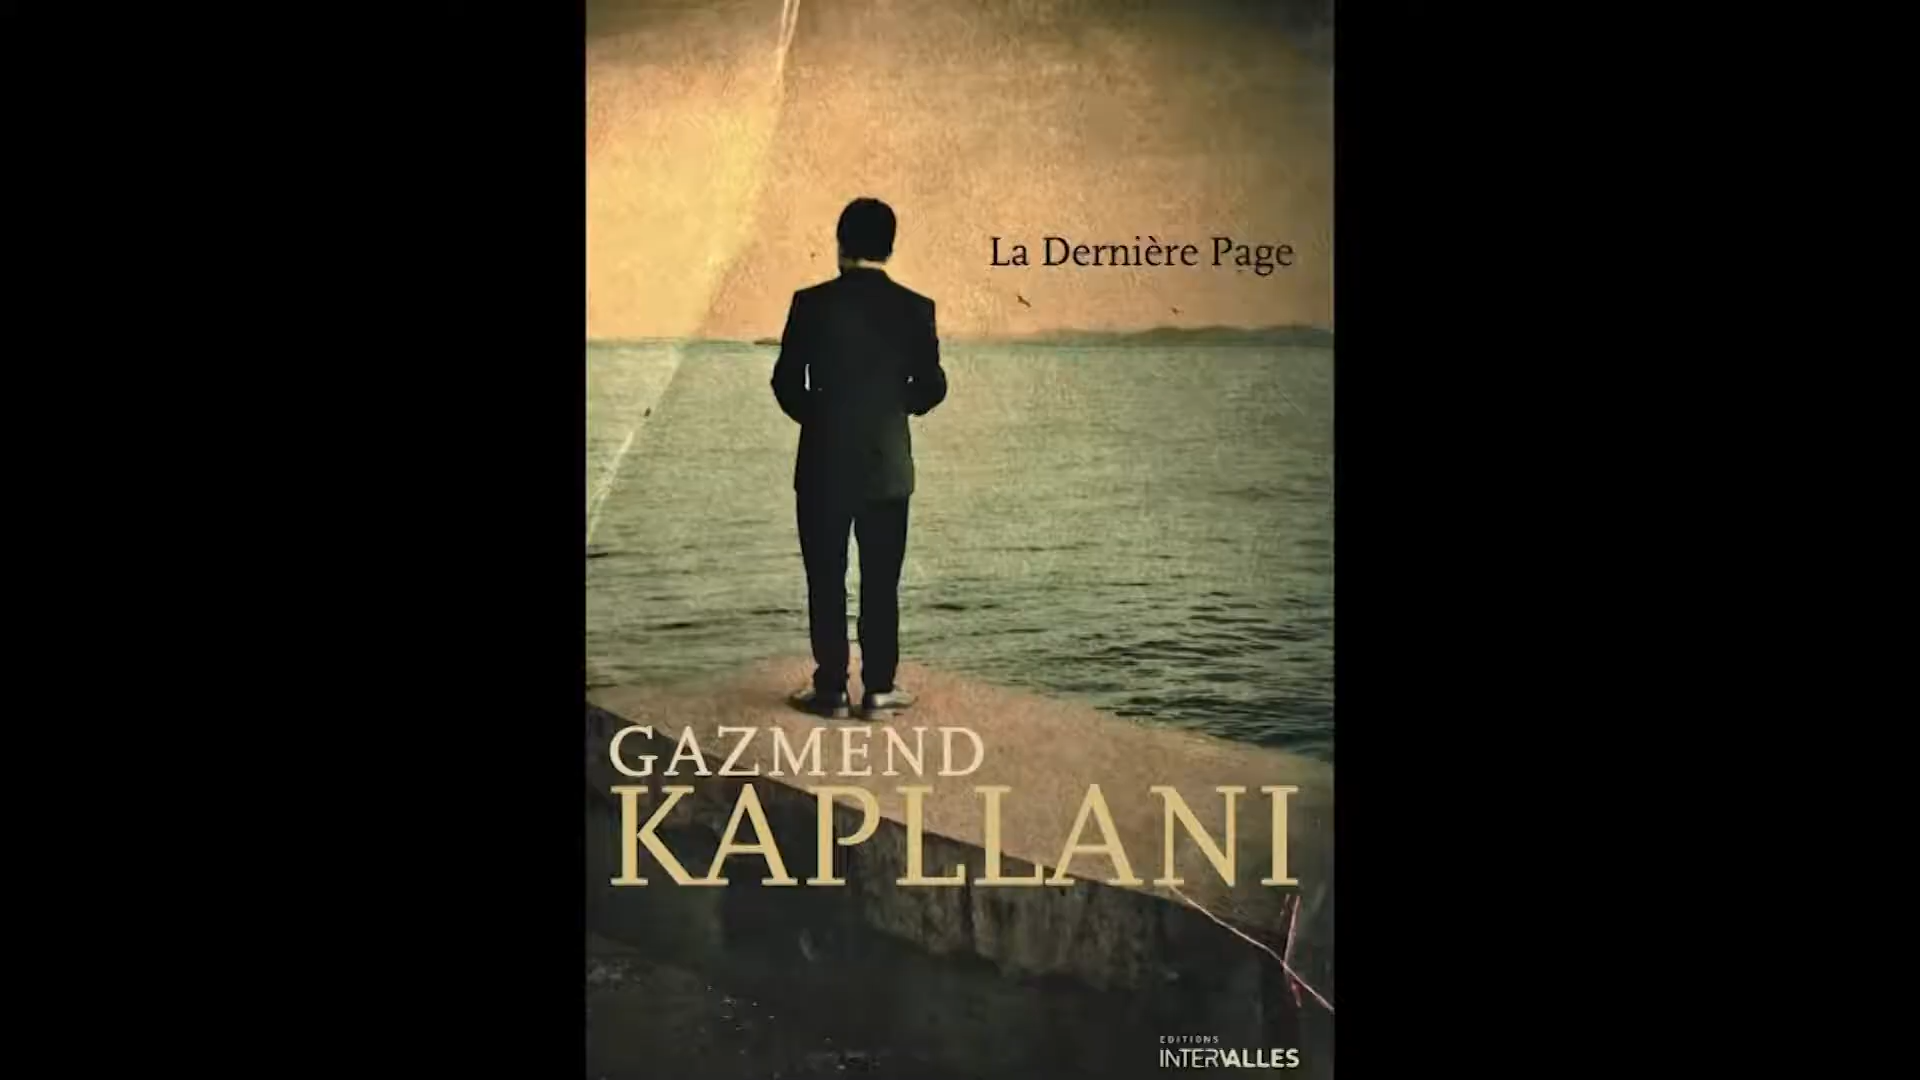 La Dernière Page
GAZMEND
KAPLLANI
EDITIONS
INTERVALLES